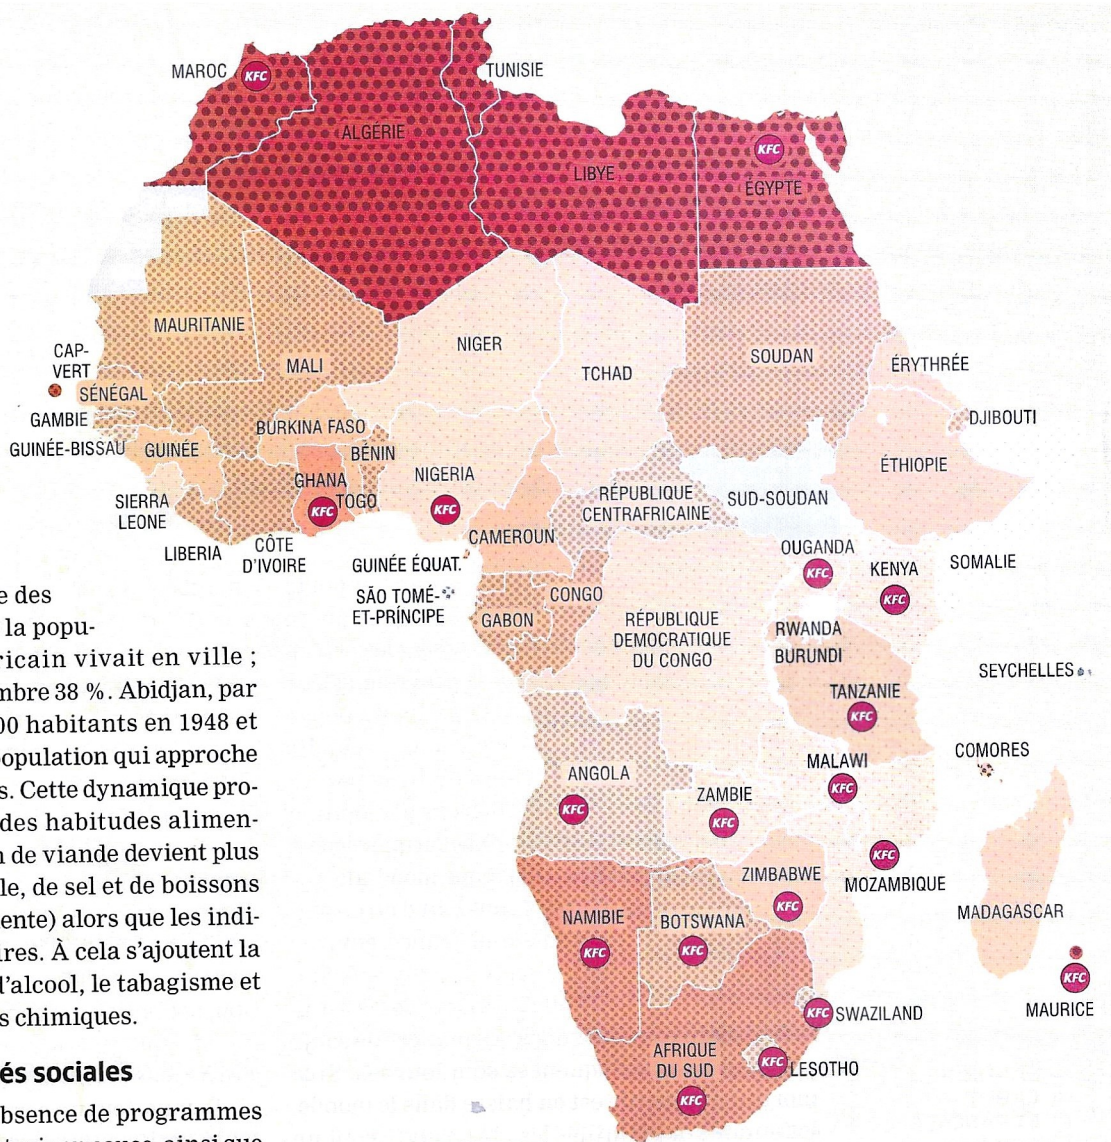 MAROC
KFC
TUNISIE
ALGÉRIE
LIBYE
KFC
ÉGYPTE
MAURITANIE
MALI
NIGER
TCHAD
SOUDAN
ÉRYTHRÉE
CAP-
VERT
SÉNÉGAL
GAMBIE
GUINÉE-BISSAU
GUINÉE
BURKINA FASO
BÉNIN
DJIBOUTI
ÉTHIOPIE
GHANA
KFC
TOGO
NIGERIA
KFC
RÉPUBLIQUE
CENTRAFRICAINE
SUD-SOUDAN
SIERRA
LEONE
LIBERIA
CÔTE
D'IVOIRE
CAMEROUN
GUINÉE ÉQUAT.
SÃO TOMÉ-
ET-PRÍNCIPE
GABON
CONGO
RÉPUBLIQUE
DEMOCRATIQUE
DU CONGO
OUGANDA
KFC
KENYA
KFC
SOMALIE
RWANDA
BURUNDI
TANZANIE
KFC
SEYCHELLES
COMORES
MALAWI
KFC
ANGOLA
KFC
ZAMBIE
KFC
KFC
MOZAMBIQUE
ZIMBABWE
KFC
NAMIBIE
KFC
BOTSWANA
KFC
MADAGASCAR
KFC
MAURICE
KFC SWAZILAND
AFRIQUE
DU SUD
KFC
KFC LESOTHO
e des
la popu-
ricain vivait en ville ;
mbre 38 %. Abidjan, par
00 habitants en 1948 et
opulation qui approche
s. Cette dynamique pro-
des habitudes alimen-
n de viande devient plus
le, de sel et de boissons
ente) alors que les indi-
ires. À cela s'ajoutent la
d'alcool, le tabagisme et
s chimiques.
és sociales
bsence de programmes